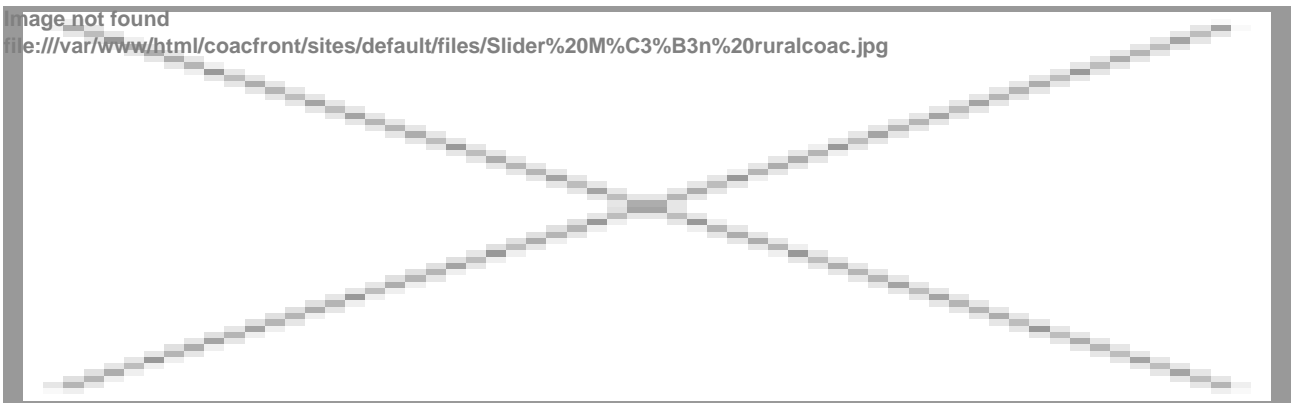 Image not found
file:///var/www/html/coacfront/sites/default/files/Slider%20M%C3%B3n%20ruralcoac.jpg